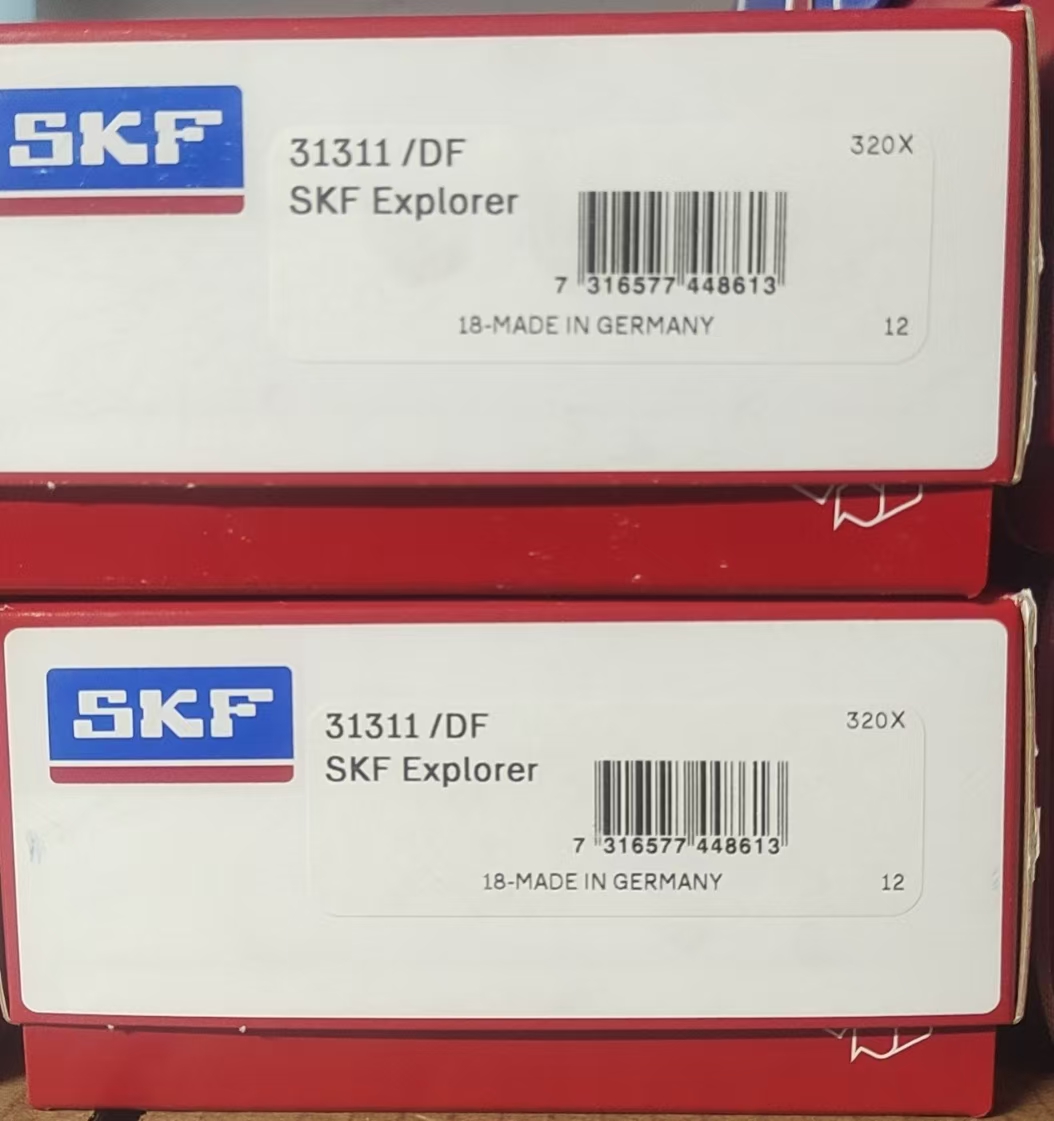 SKF
31311 /DF
320X
SKF Explorer
7 316577 448613
18-MADE IN GERMANY
12
SKF
31311 /DF
320X
SKF Explorer
7 316577 448613
18-MADE IN GERMANY
12